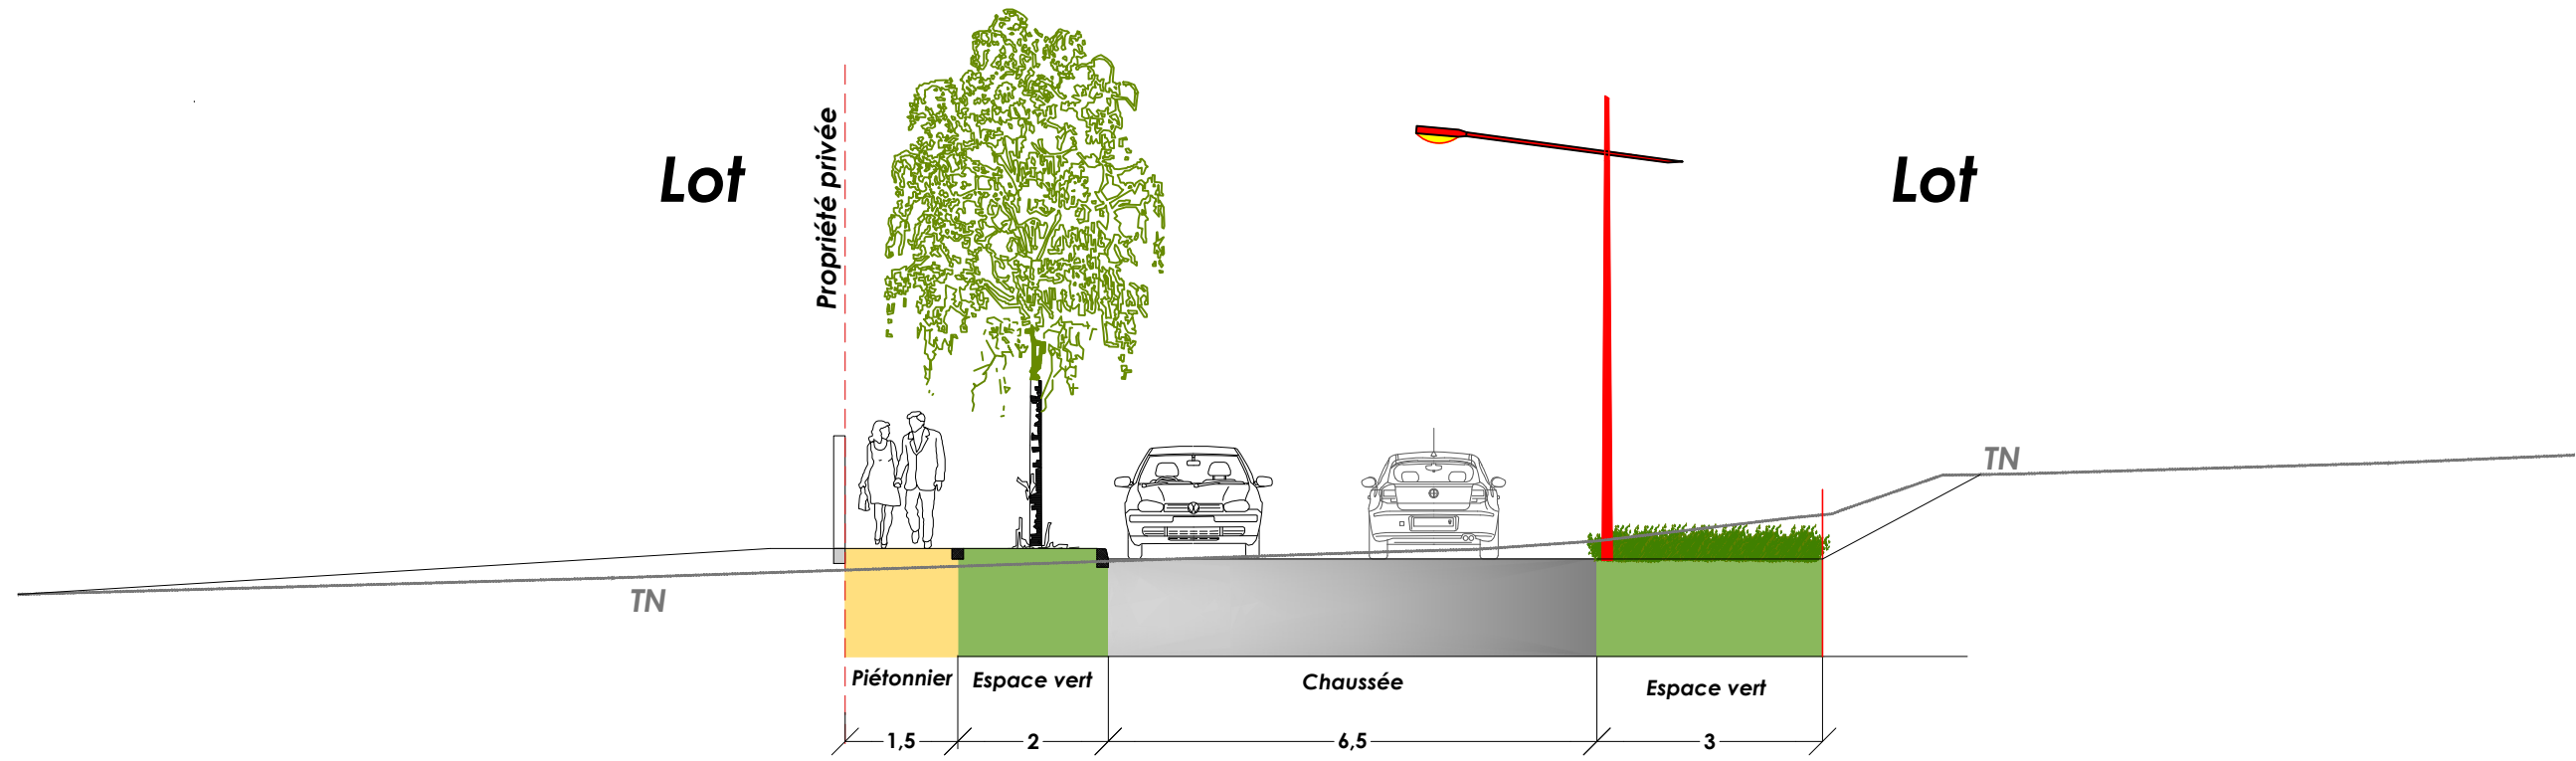 Lot
Propriété privée
Lot
TN
TN
Piétonnier
Espace vert
Chaussée
Espace vert
1,5
2
6,5
3